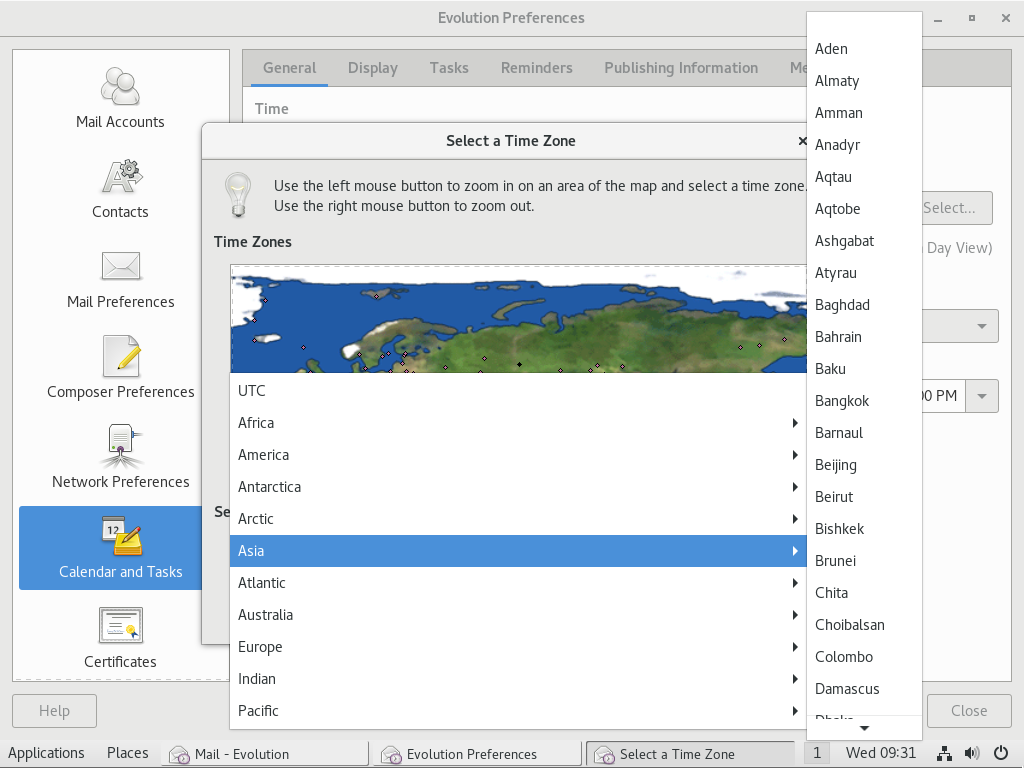 Evolution Preferences
General
Display
Tasks
Reminders
Publishing Information
Me
Time
Mail Accounts
Contacts
Mail Preferences
Composer Preferences
Network Preferences
12
Calendar and Tasks
Certificates
Select a Time Zone
Use the left mouse button to zoom in on an area of the map and select a time zone.
Use the right mouse button to zoom out.
Time Zones
Se
UTC
Africa
America
Antarctica
Arctic
Asia
Atlantic
Australia
Europe
Indian
Pacific
Aden
Almaty
Amman
Anadyr
Aqtau
Aqtobe
Ashgabat
Atyrau
Baghdad
Bahrain
Baku
Bangkok
Barnaul
Beijing
Beirut
Bishkek
Brunei
Chita
Choibalsan
Colombo
Damascus
Select...
Day View)
PM
Help
Close
Applications
Places
Mail - Evolution
Evolution Preferences
Select a Time Zone
1
Wed 09:31